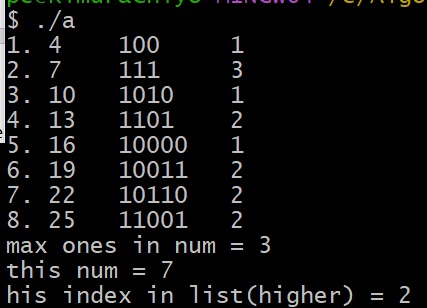 $ ./a
1. 4 100 1
2. 7 111 3
3. 10 1010 1
4. 13 1101 2
5. 16 10000 1
6. 19 10011 2
7. 22 10110 2
8. 25 11001 2
max ones in num = 3
this num = 7
his index in list(higher) = 2